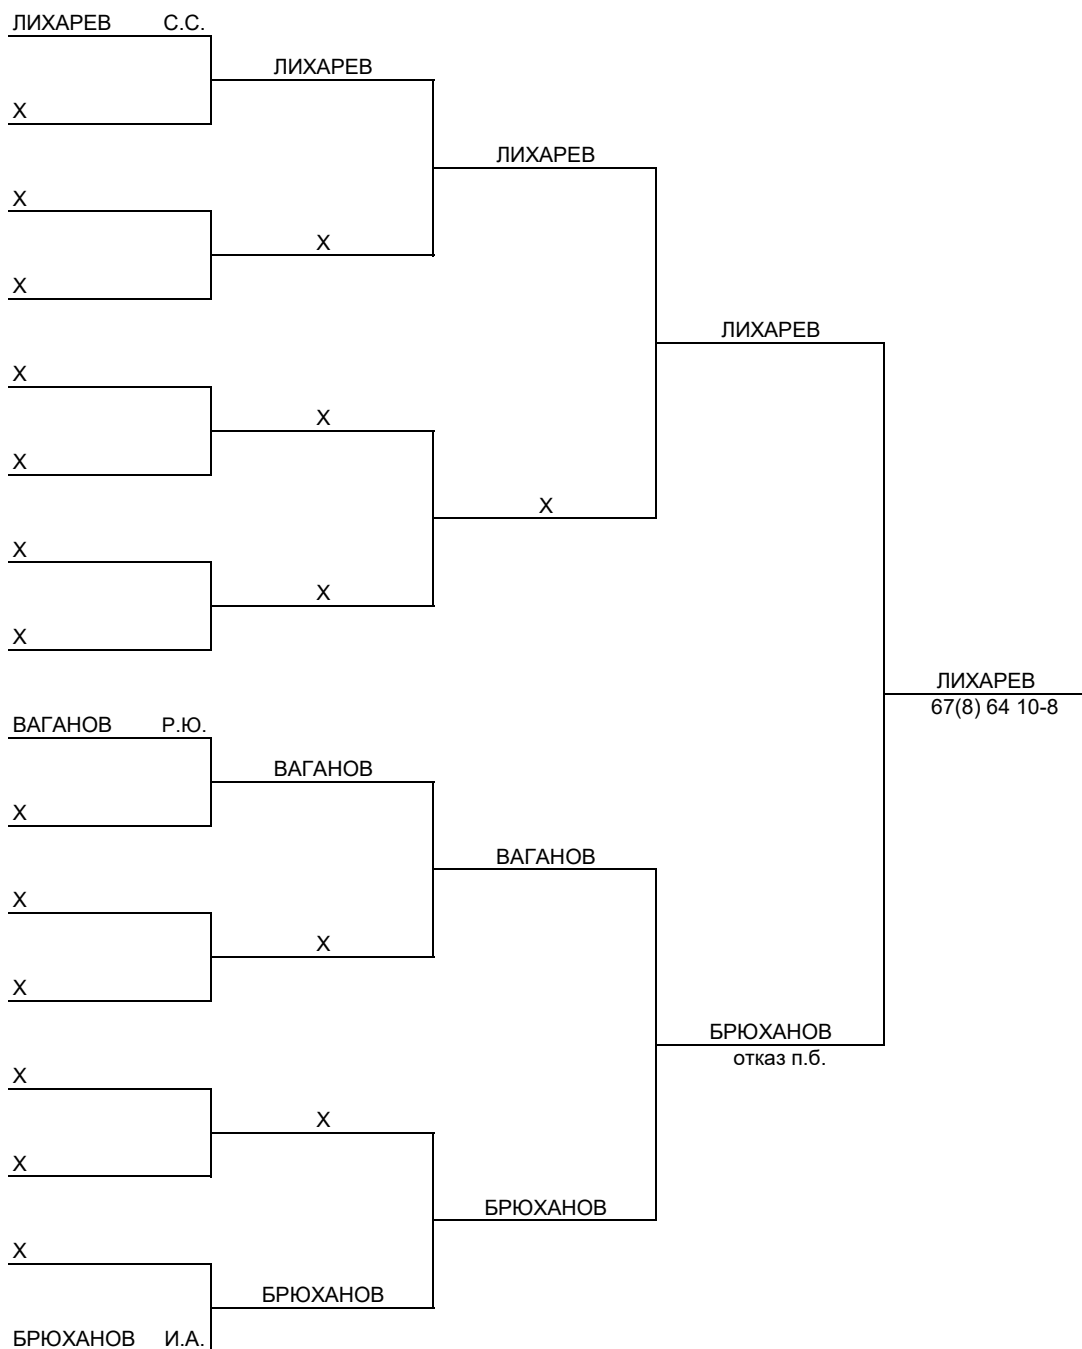 ЛИХАРЕВ С.С.
ЛИХАРЕВ
Х
ЛИХАРЕВ
Х
Х
Х
ЛИХАРЕВ
Х
Х
Х
Х
Х
Х
Х
ЛИХАРЕВ
67(8) 64 10-8
ВАГАНОВ Р.Ю.
ВАГАНОВ
Х
ВАГАНОВ
Х
Х
Х
БРЮХАНОВ
отказ п.б.
Х
Х
Х
БРЮХАНОВ
Х
БРЮХАНОВ
БРЮХАНОВ И.А.